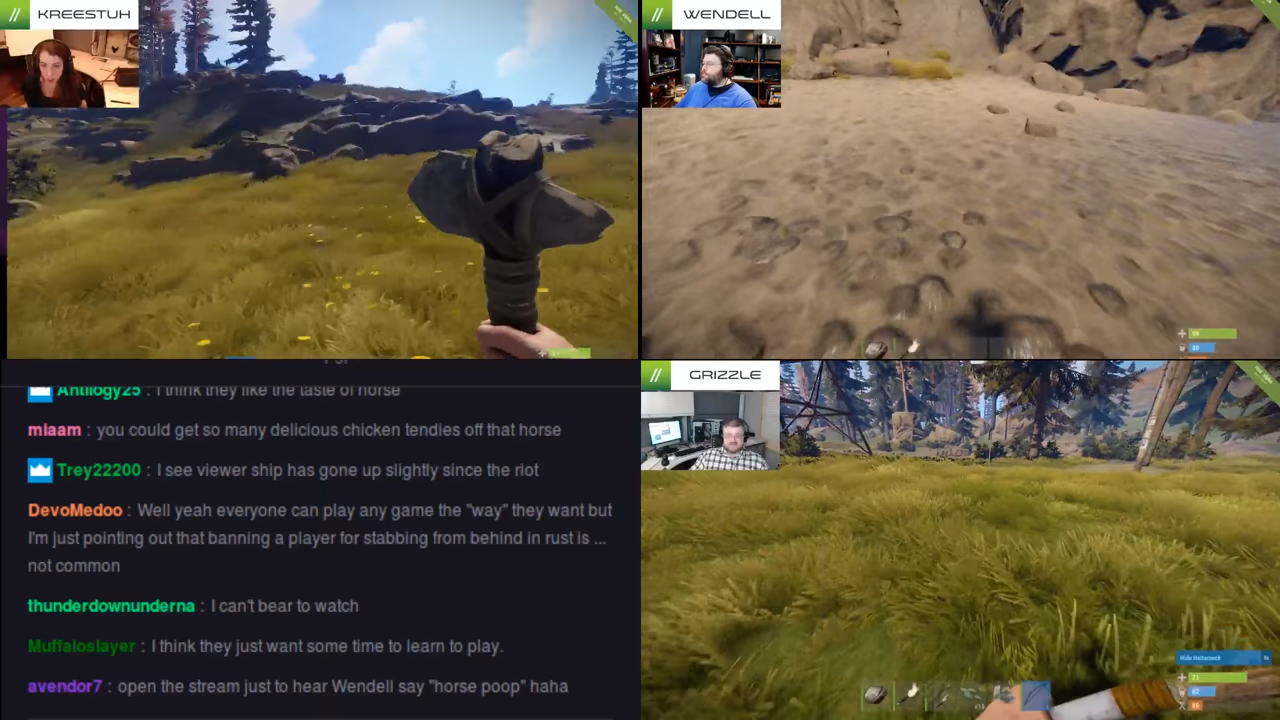 // KREESTUH
// WENDELL
Antilogy25 : I think they like the taste of horse
mlaam : you could get so many delicious chicken tendies off that horse
Trey22200 : I see viewer ship has gone up slightly since the riot
DevoMedoo : Well yeah everyone can play any game the "way" they want but
I'm just pointing out that banning a player for stabbing from behind in rust is ...
not common
thunderdownunderna : I can't bear to watch
Muffaloslayer : I think they just want some time to learn to play.
avendor7 : open the stream just to hear Wendell say "horse poop" haha
// GRIZZLE
71
82